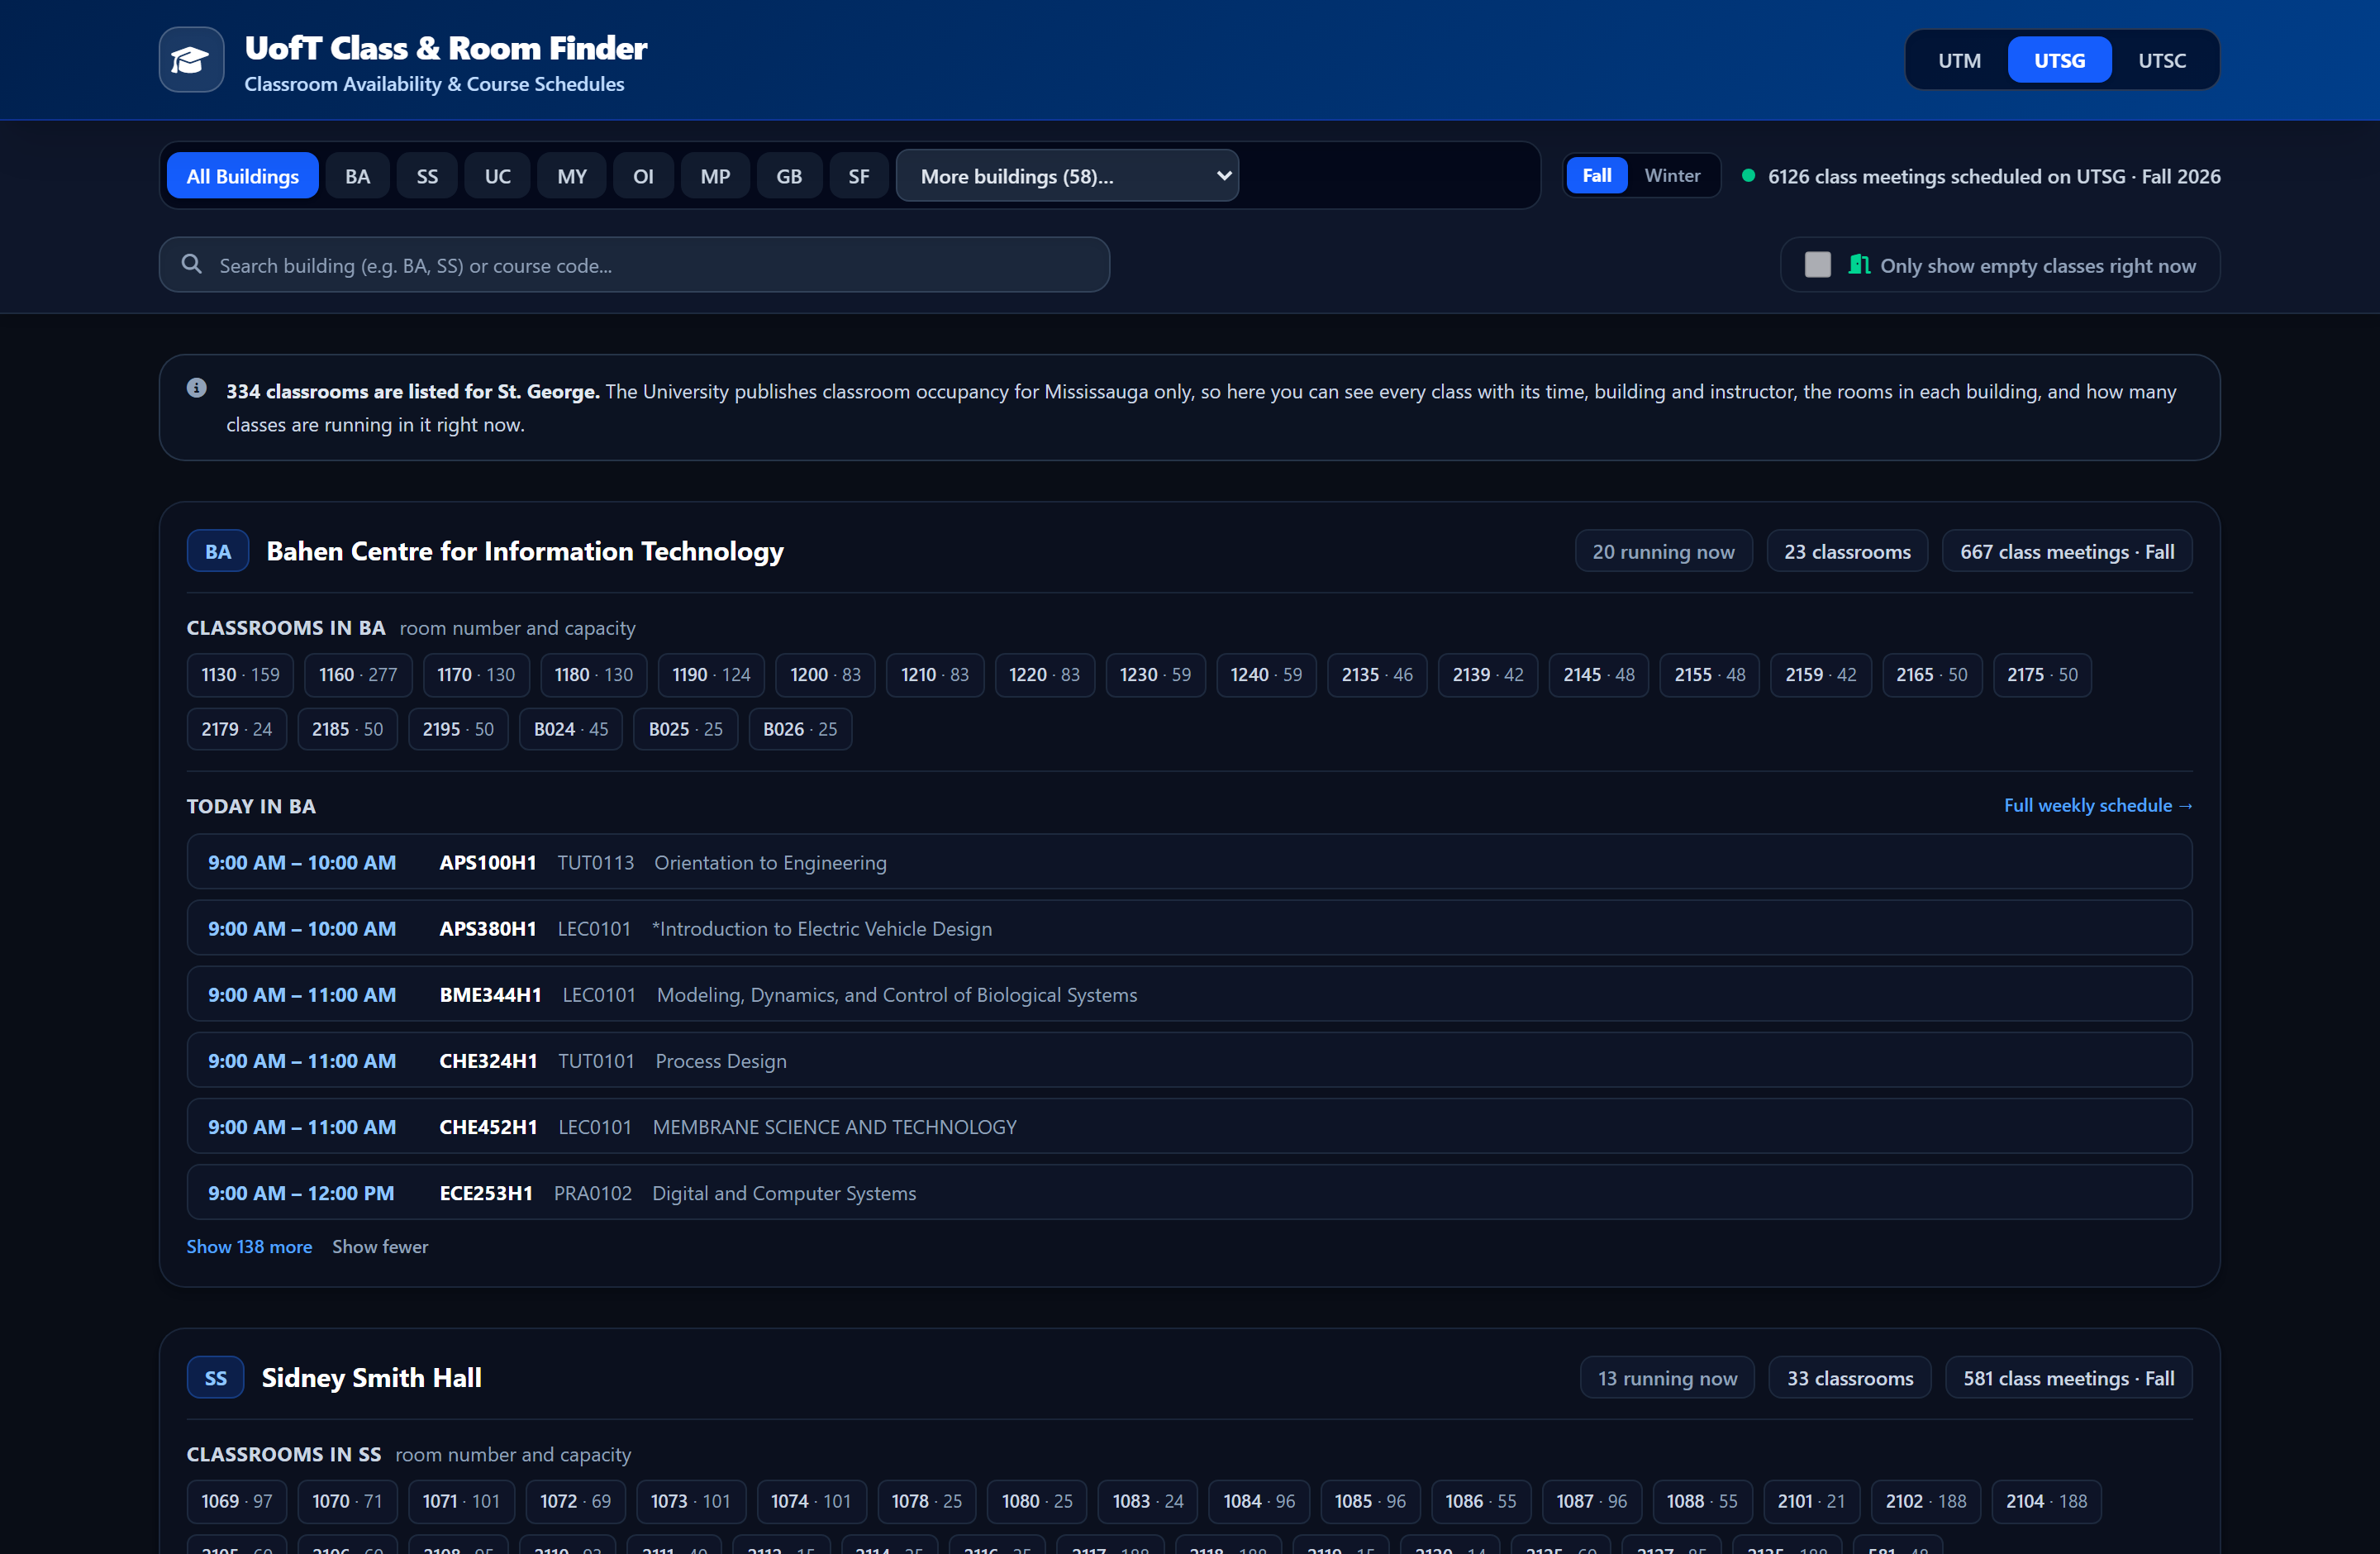 UofT Class & Room Finder
Classroom Availability & Course Schedules
UTM UTSG UTSC
All Buildings BA SS UC MY OI MP GB SF More buildings (58)...
Fall Winter 6126 class meetings scheduled on UTSG · Fall 2026
Search building (e.g. BA, SS) or course code...
Only show empty classes right now
334 classrooms are listed for St. George. The University publishes classroom occupancy for Mississauga only, so here you can see every class with its time, building and instructor, the rooms in each building, and how many
classes are running in it right now.
BA Bahen Centre for Information Technology 20 running now 23 classrooms 667 class meetings · Fall
CLASSROOMS IN BA room number and capacity
1130 · 159 1160 · 277 1170 · 130 1180 · 130 1190 · 124 1200 · 83 1210 · 83 1220 · 83 1230 · 59 1240 · 59 2135 · 46 2139 · 42 2145 · 48 2155 · 48 2159 · 42 2165 · 50 2175 · 50
2179 · 24 2185 · 50 2195 · 50 B024 · 45 B025 · 25 B026 · 25
TODAY IN BA Full weekly schedule →
9:00 AM – 10:00 AM APS100H1 TUT0113 Orientation to Engineering
9:00 AM – 10:00 AM APS380H1 LEC0101 *Introduction to Electric Vehicle Design
9:00 AM – 11:00 AM BME344H1 LEC0101 Modeling, Dynamics, and Control of Biological Systems
9:00 AM – 11:00 AM CHE324H1 TUT0101 Process Design
9:00 AM – 11:00 AM CHE452H1 LEC0101 MEMBRANE SCIENCE AND TECHNOLOGY
9:00 AM – 12:00 PM ECE253H1 PRA0102 Digital and Computer Systems
Show 138 more Show fewer
SS Sidney Smith Hall 13 running now 33 classrooms 581 class meetings · Fall
CLASSROOMS IN SS room number and capacity
1069 · 97 1070 · 71 1071 · 101 1072 · 69 1073 · 101 1074 · 101 1078 · 25 1080 · 25 1083 · 24 1084 · 96 1085 · 96 1086 · 55 1087 · 96 1088 · 55 2101 · 21 2102 · 188 2104 · 188